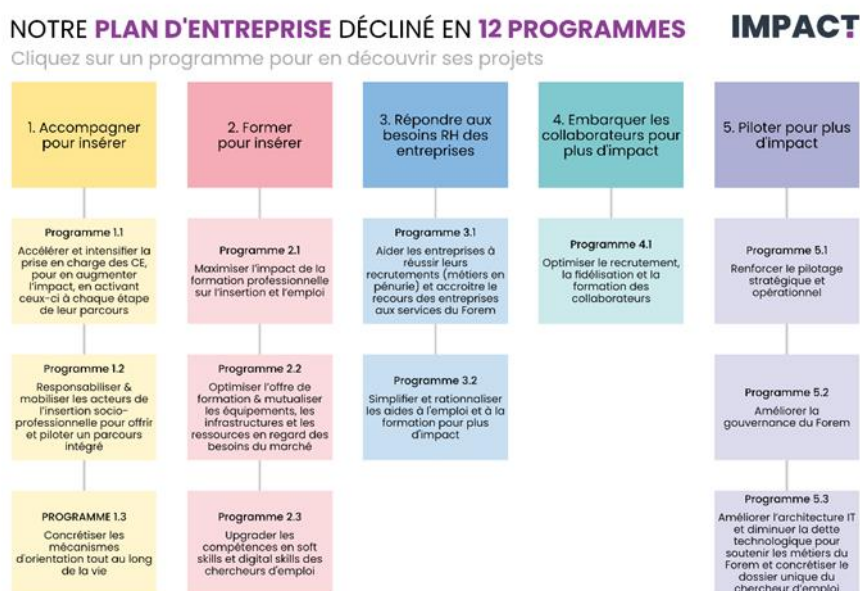 NOTRE PLAN D'ENTREPRISE DÉCLINÉ EN 12 PROGRAMMES
IMPACT
Cliquez sur un programme pour en découvrir ses projets
1. Accompagner
pour insérer
2. Former
pour insérer
3. Répondre aux
besoins RH des
entreprises
4. Embarquer les
collaborateurs pour
plus d'impact
5. Piloter pour plus
d'impact
Programme 1.1
Accélérer et intensifier la
prise en charge des CE,
pour en augmenter
l'impact, en activant
ceux-ci à chaque étape
de leur parcours
Programme 2.1
Maximiser l'impact de la
formation professionnelle
sur l'insertion et l'emploi
Programme 3.1
Aider les entreprises à
réussir leurs
recrutements (métiers en
pénurie) et accroitre le
recours des entreprises
aux services du Forem
Programme 4.1
Optimiser le recrutement,
la fidélisation et la
formation des
collaborateurs
Programme 5.1
Renforcer le pilotage
stratégique et
opérationnel
Programme 1.2
Responsabiliser &
mobiliser les acteurs de
l'insertion socio-
professionnelle pour offrir
et piloter un parcours
intégré
Programme 2.2
Optimiser l'offre de
formation & mutualiser
les équipements, les
infrastructures et les
ressources en regard des
besoins du marché
Programme 3.2
Simplifier et rationnaliser
les aides à l'emploi et à la
formation pour plus
d'impact
Programme 5.2
Améliorer la
gouvernance du Forem
PROGRAMME 1.3
Concrétiser les
mécanismes
d'orientation tout au long
de la vie
Programme 2.3
Upgrader les
compétences en soft
skills et digital skills des
chercheurs d'emploi
Programme 5.3
Améliorer l'architecture IT
et diminuer la dette
technologique pour
soutenir les métiers du
Forem et concrétiser le
dossier unique du
chercheur d'emploi